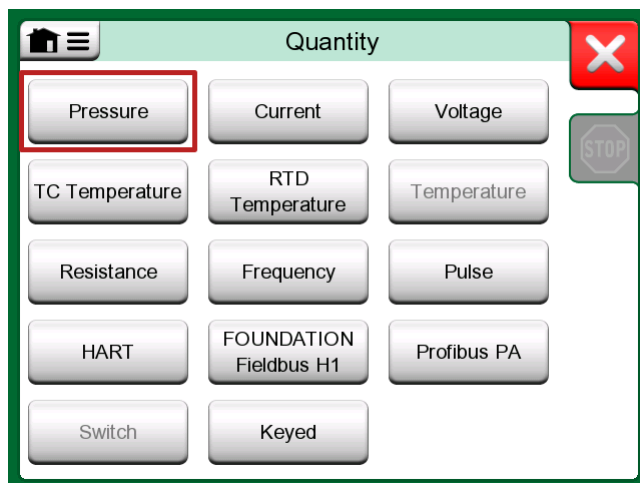 Quantity
Pressure
Current
Voltage
STOP
TC Temperature
RTD
Temperature
Temperature
Resistance
Frequency
Pulse
HART
FOUNDATION
Fieldbus H1
Profibus PA
Switch
Keyed